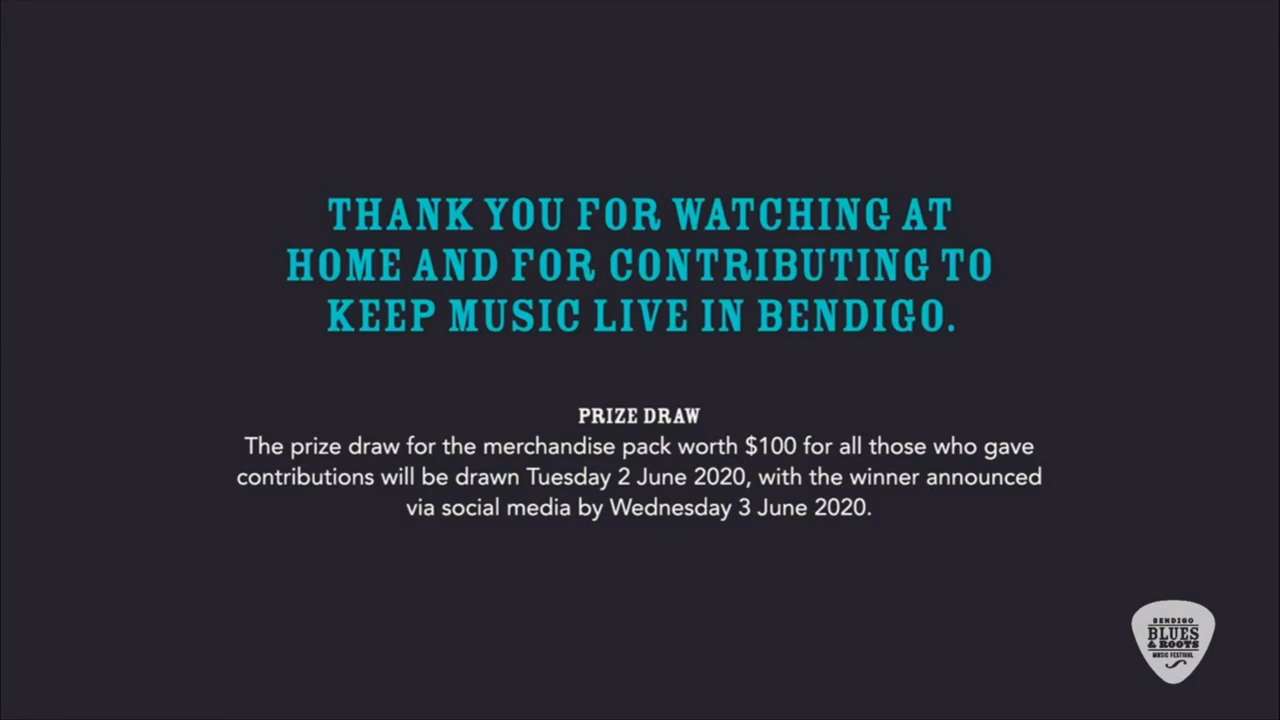 THANK YOU FOR WATCHING AT
HOME AND FOR CONTRIBUTING TO
KEEP MUSIC LIVE IN BENDIGO.
PRIZE DRAW
The prize draw for the merchandise pack worth $100 for all those who gave
contributions will be drawn Tuesday 2 June 2020, with the winner announced
via social media by Wednesday 3 June 2020.
BENDIGO
BLUES
& ROOTS
MUSIC FESTIVAL